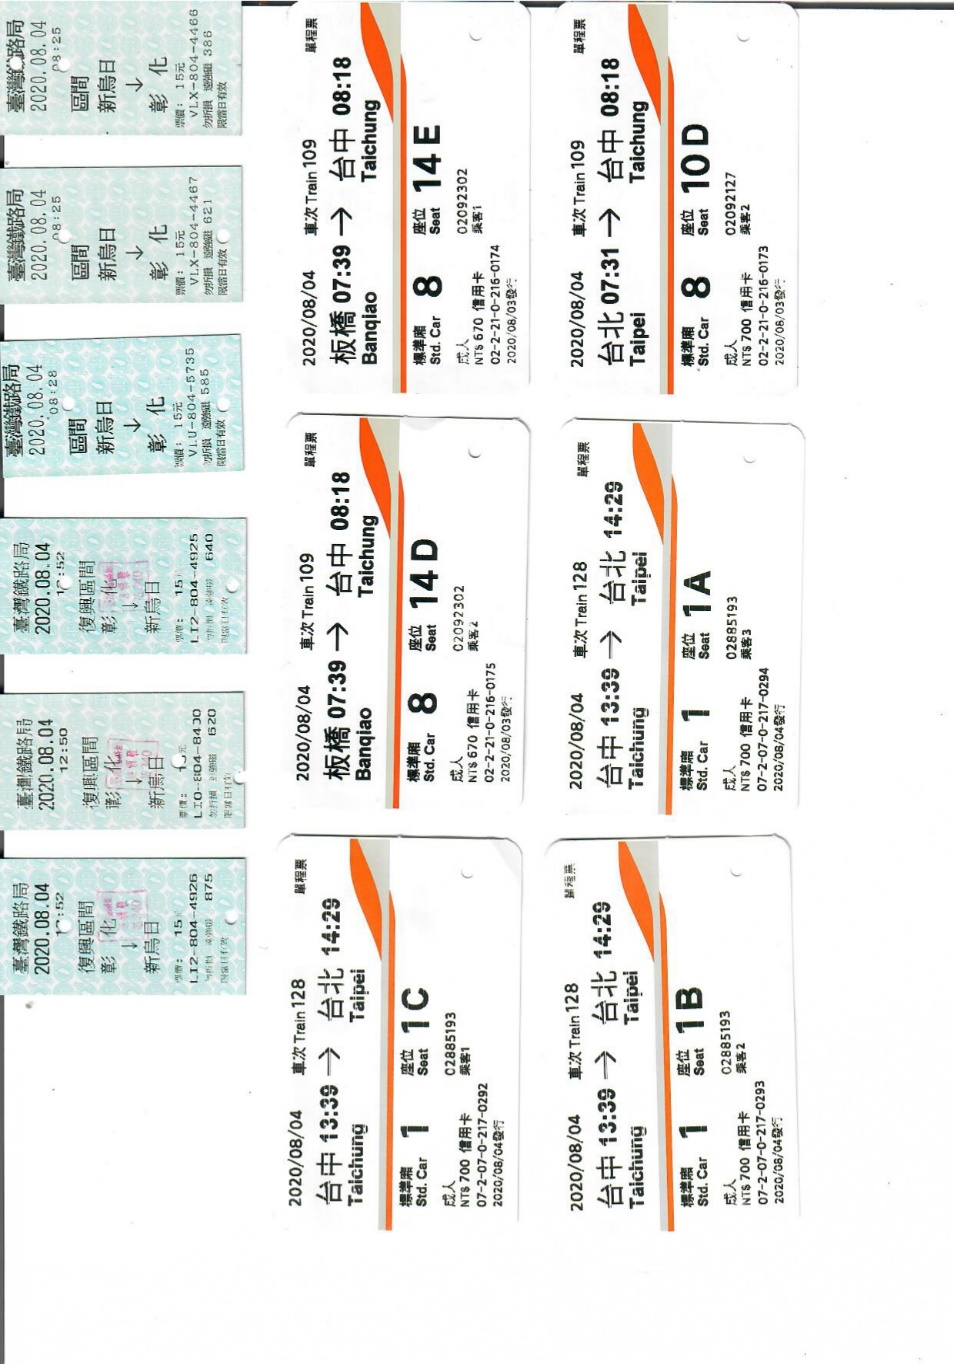 臺灣鐵路局
2020.08.04
08:25
區間
新烏日
↓
彰 化
票價： 15元
VLX-804-4466
386
限當日有效
臺灣鐵路局
2020.08.04
08:25
區間
新烏日
↓
彰 化
票價： 15元
VLX-804-4467
621
限當日有效
臺灣鐵路局
2020.08.04
08:28
區間
新烏日
↓
彰 化
票價： 15元
VLU-804-5735
585
限當日有效
臺灣鐵路局
2020.08.04
復興區間
彰 化
↓
新烏日
LI2-804-4925
640
臺灣鐵路局
2020.08.04
12:50
復興區間
彰 化
↓
新烏日
LI0-804-8430
620
臺灣鐵路局
2020.08.04
復興區間
彰 化
↓
新烏日
LI2-804-4926
875
單程票
2020/08/04 車次 Train 109
板橋 07:39 → 台中 08:18
Banqiao Taichung
標準廂 8 座位 14E
Std. Car Seat
成人 02092302
NT$ 670 信用卡 乘客1
02-2-21-0-216-0174
2020/08/03發行
單程票
2020/08/04 車次 Train 109
台北 07:31 → 台中 08:18
Taipei Taichung
標準廂 8 座位 10D
Std. Car Seat
成人 02092127
NT$ 700 信用卡 乘客2
02-2-21-0-216-0173
2020/08/03發行
單程票
2020/08/04 車次 Train 109
板橋 07:39 → 台中 08:18
Banqiao Taichung
標準廂 8 座位 14D
Std. Car Seat
成人 02092302
NT$ 670 信用卡 乘客2
02-2-21-0-216-0175
2020/08/03發行
單程票
2020/08/04 車次 Train 128
台中 13:39 → 台北 14:29
Taichung Taipei
標準廂 1 座位 1A
Std. Car Seat
成人 02885193
NT$ 700 信用卡 乘客3
07-2-07-0-217-0294
2020/08/04發行
單程票
2020/08/04 車次 Train 128
台中 13:39 → 台北 14:29
Taichung Taipei
標準廂 1 座位 1C
Std. Car Seat
成人 02885193
NT$ 700 信用卡 乘客1
07-2-07-0-217-0292
2020/08/04發行
單程票
2020/08/04 車次 Train 128
台中 13:39 → 台北 14:29
Taichung Taipei
標準廂 1 座位 1B
Std. Car Seat
成人 02885193
NT$ 700 信用卡 乘客2
07-2-07-0-217-0293
2020/08/04發行